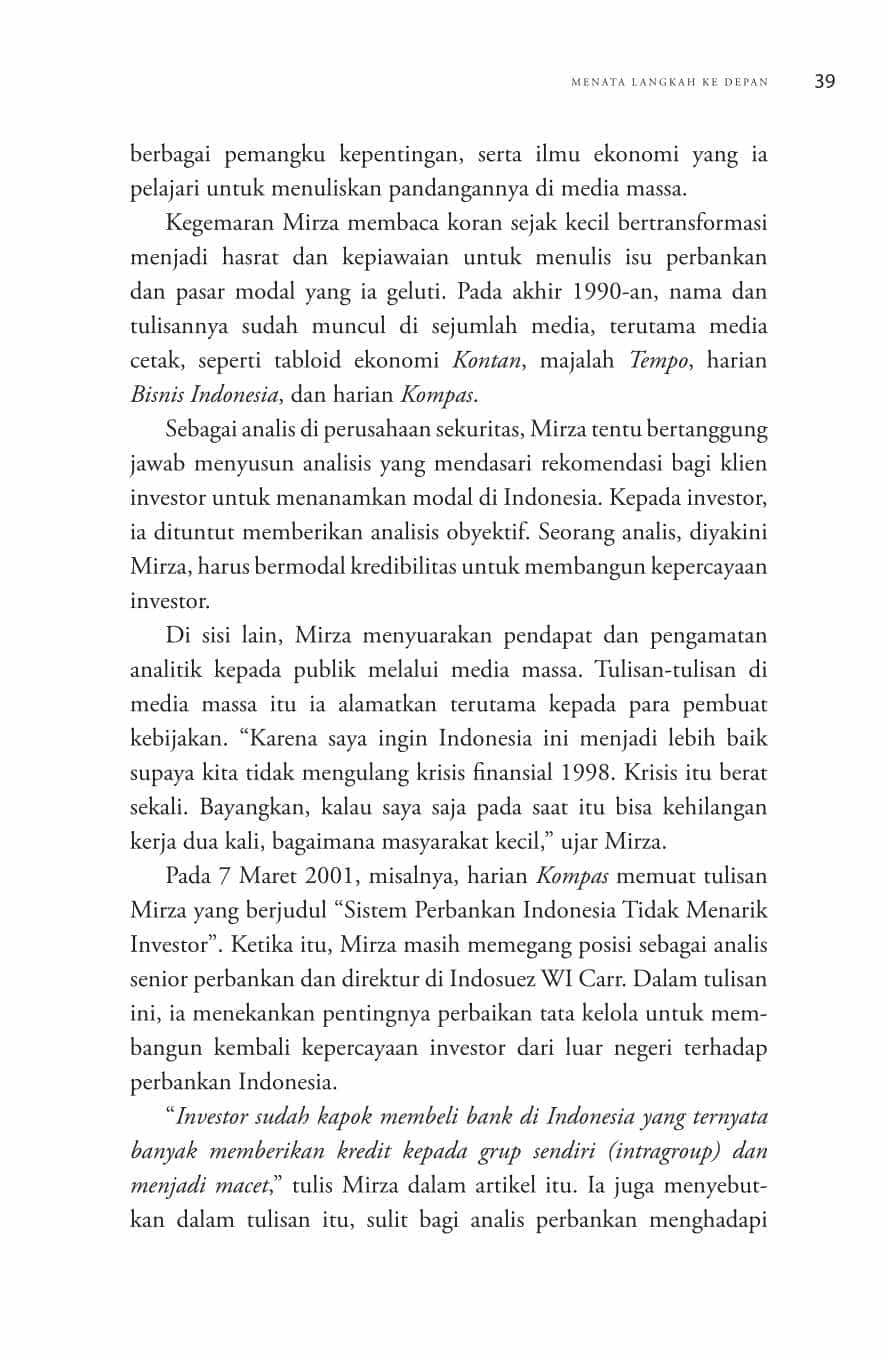 MENATA LANGKAH KE DEPAN 39
berbagai pemangku kepentingan, serta ilmu ekonomi yang ia
pelajari untuk menuliskan pandangannya di media massa.
Kegemaran Mirza membaca koran sejak kecil bertransformasi
menjadi hasrat dan kepiawaian untuk menulis isu perbankan
dan pasar modal yang ia geluti. Pada akhir 1990-an, nama dan
tulisannya sudah muncul di sejumlah media, terutama media
cetak, seperti tabloid ekonomi Kontan, majalah Tempo, harian
Bisnis Indonesia, dan harian Kompas.
Sebagai analis di perusahaan sekuritas, Mirza tentu bertanggung
jawab menyusun analisis yang mendasari rekomendasi bagi klien
investor untuk menanamkan modal di Indonesia. Kepada investor,
ia dituntut memberikan analisis obyektif. Seorang analis, diyakini
Mirza, harus bermodal kredibilitas untuk membangun kepercayaan
investor.
Di sisi lain, Mirza menyuarakan pendapat dan pengamatan
analitik kepada publik melalui media massa. Tulisan-tulisan di
media massa itu ia alamatkan terutama kepada para pembuat
kebijakan. “Karena saya ingin Indonesia ini menjadi lebih baik
supaya kita tidak mengulang krisis finansial 1998. Krisis itu berat
sekali. Bayangkan, kalau saya saja pada saat itu bisa kehilangan
kerja dua kali, bagaimana masyarakat kecil,” ujar Mirza.
Pada 7 Maret 2001, misalnya, harian Kompas memuat tulisan
Mirza yang berjudul “Sistem Perbankan Indonesia Tidak Menarik
Investor”. Ketika itu, Mirza masih memegang posisi sebagai analis
senior perbankan dan direktur di Indosuez WI Carr. Dalam tulisan
ini, ia menekankan pentingnya perbaikan tata kelola untuk mem-
bangun kembali kepercayaan investor dari luar negeri terhadap
perbankan Indonesia.
“Investor sudah kapok membeli bank di Indonesia yang ternyata
banyak memberikan kredit kepada grup sendiri (intragroup) dan
menjadi macet,” tulis Mirza dalam artikel itu. Ia juga menyebut-
kan dalam tulisan itu, sulit bagi analis perbankan menghadapi